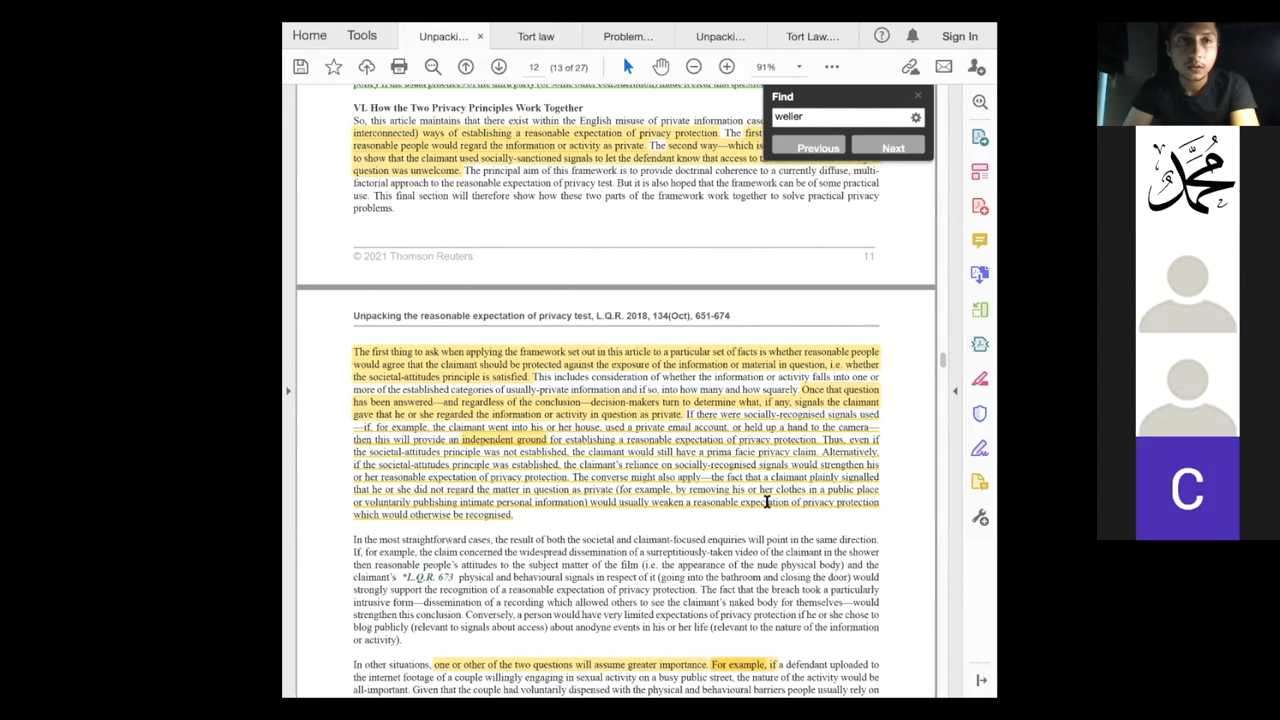 Home Tools Unpacki... × Tort law Problem... Unpacki... Tort Law.... Sign In
12 (13 of 27) 91%
Find
weller
Previous Next
VI. How the Two Privacy Principles Work Together
So, this article maintains that there exist within the English misuse of private information
interconnected) ways of establishing a reasonable expectation of privacy protection. The
reasonable people would regard the information or activity as private. The second way—which is
to show that the claimant used socially-sanctioned signals to let the defendant know that access to
question was unwelcome. The principal aim of this framework is to provide doctrinal coherence to a currently diffuse, multi-
factorial approach to the reasonable expectation of privacy test. But it is also hoped that the framework can be of some practical
use. This final section will therefore show how these two parts of the framework work together to solve practical privacy
problems.
© 2021 Thomson Reuters 11
Unpacking the reasonable expectation of privacy test, L.Q.R. 2018, 134(Oct), 651-674
The first thing to ask when applying the framework set out in this article to a particular set of facts is whether reasonable people
would agree that the claimant should be protected against the exposure of the information or material in question, i.e. whether
the societal-attitudes principle is satisfied. This includes consideration of whether the information or activity falls into one or
more of the established categories of usually-private information and if so, into how many and how squarely. Once that question
has been answered—and regardless of the conclusion—decision-makers turn to determine what, if any, signals the claimant
gave that he or she regarded the information or activity in question as private. If there were socially-recognised signals used
—if, for example, the claimant went into his or her house, used a private email account, or held up a hand to the camera—
then this will provide an independent ground for establishing a reasonable expectation of privacy protection. Thus, even if
the societal-attitudes principle was not established, the claimant would still have a prima facie privacy claim. Alternatively,
if the societal-attitudes principle was established, the claimant's reliance on socially-recognised signals would strengthen his
or her reasonable expectation of privacy protection. The converse might also apply—the fact that a claimant plainly signalled
that he or she did not regard the matter in question as private (for example, by removing his or her clothes in a public place
or voluntarily publishing intimate personal information) would usually weaken a reasonable expectation of privacy protection
which would otherwise be recognised.
In the most straightforward cases, the result of both the societal and claimant-focused enquiries will point in the same direction.
If, for example, the claim concerned the widespread dissemination of a surreptitiously-taken video of the claimant in the shower
then reasonable people's attitudes to the subject matter of the film (i.e. the appearance of the nude physical body) and the
claimant's *L.Q.R. 673 physical and behavioural signals in respect of it (going into the bathroom and closing the door) would
strongly support the recognition of a reasonable expectation of privacy protection. The fact that the breach took a particularly
intrusive form—dissemination of a recording which allowed others to see the claimant's naked body for themselves—would
strengthen this conclusion. Conversely, a person would have very limited expectations of privacy protection if he or she chose to
blog publicly (relevant to signals about access) about anodyne events in his or her life (relevant to the nature of the information
or activity).
In other situations, one or other of the two questions will assume greater importance. For example, if a defendant uploaded to
the internet footage of a couple willingly engaging in sexual activity on a busy public street, the nature of the activity would be
all-important. Given that the couple had voluntarily dispensed with the physical and behavioural barriers people usually rely on
محمد
C